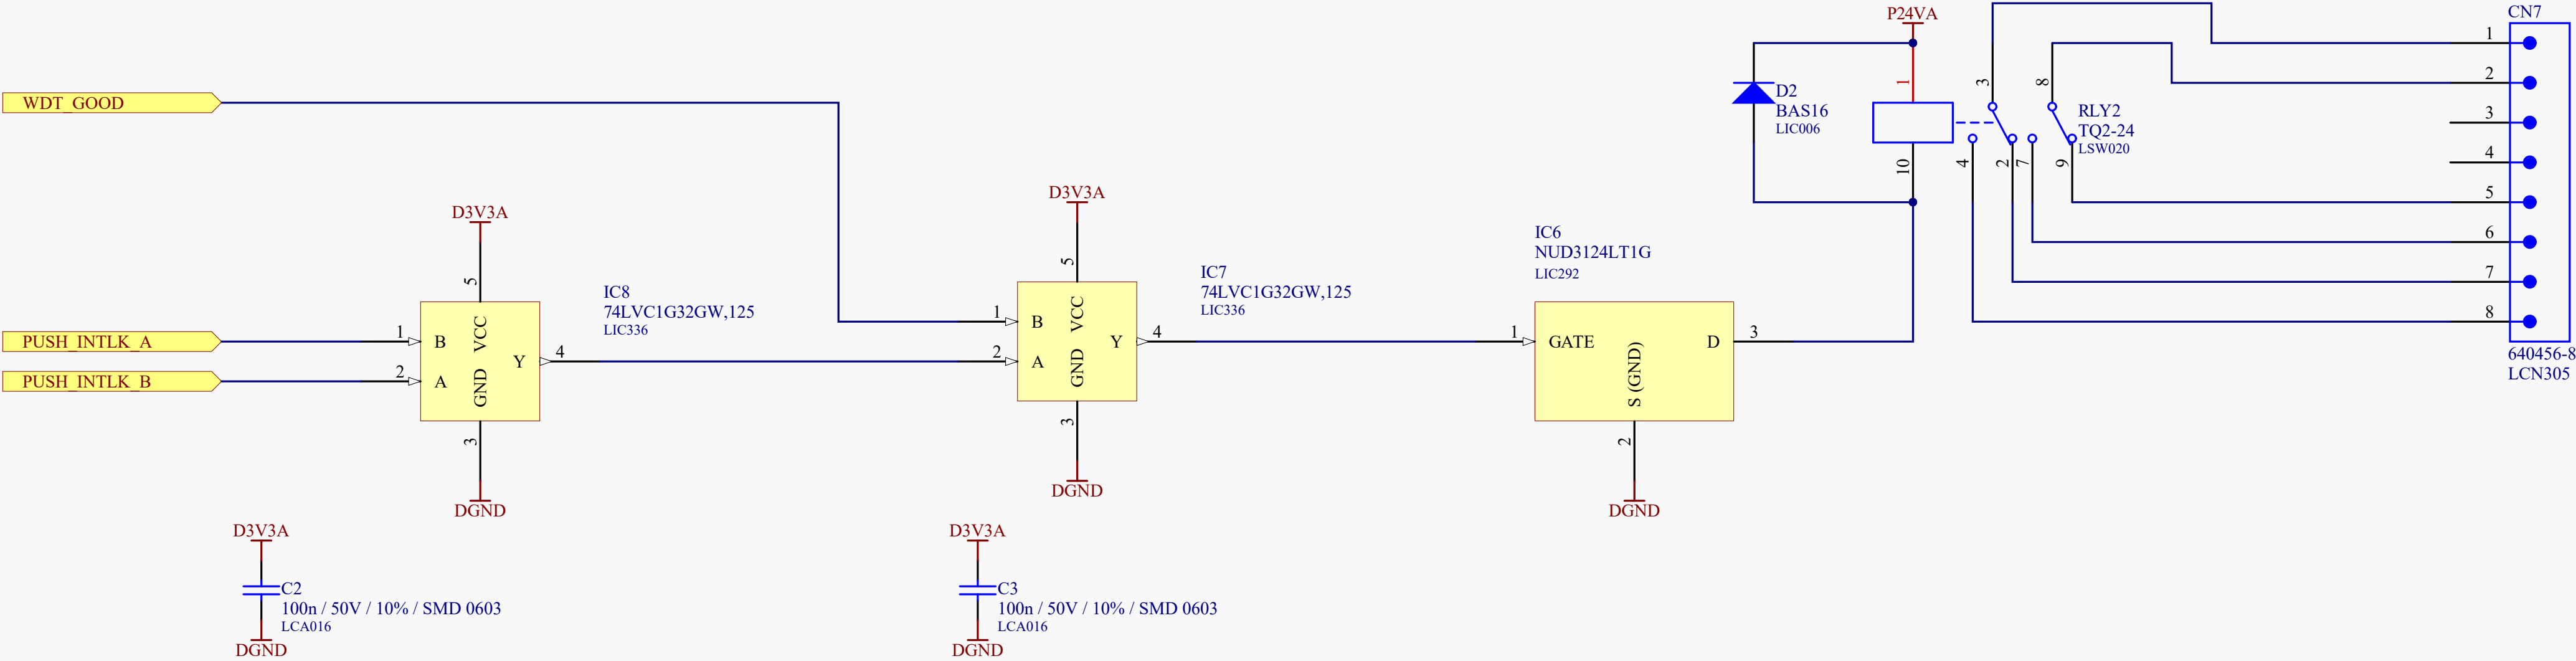 P24VA
CN7
1
2
3
4
5
6
7
8
640456-8
LCN305
WDT_GOOD
D2
BAS16
LIC006
1
10
3
8
4
2
7
9
RLY2
TQ2-24
LSW020
D3V3A
5
IC8
74LVC1G32GW,125
LIC336
PUSH_INTLK_A
PUSH_INTLK_B
1
2
B
A
VCC
GND
Y
4
3
DGND
D3V3A
5
IC7
74LVC1G32GW,125
LIC336
1
2
B
A
VCC
GND
Y
4
3
DGND
IC6
NUD3124LT1G
LIC292
1
GATE
D
3
S (GND)
2
DGND
D3V3A
C2
100n / 50V / 10% / SMD 0603
LCA016
DGND
D3V3A
C3
100n / 50V / 10% / SMD 0603
LCA016
DGND